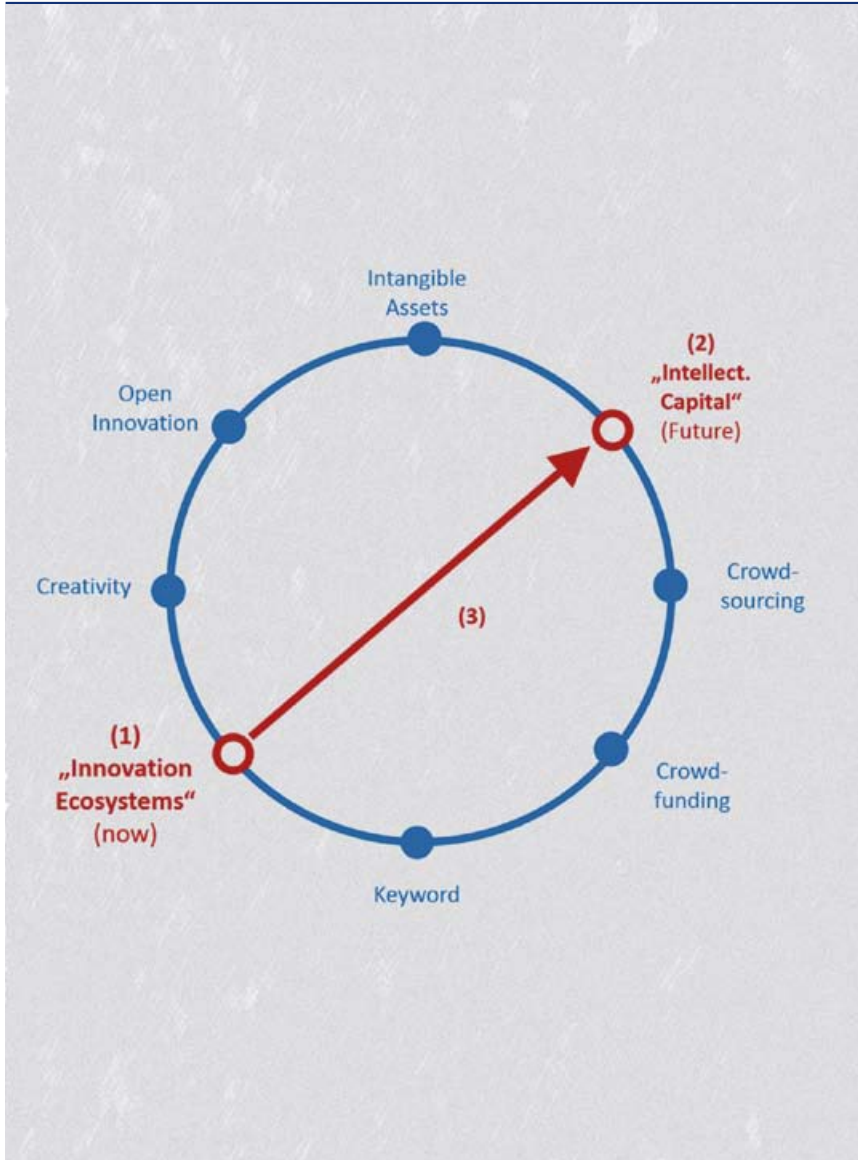 Intangible
Assets
(2)
„Intellect.
Capital“
(Future)
Open
Innovation
Crowd-
sourcing
Creativity
(3)
(1)
„Innovation
Ecosystems“
(now)
Crowd-
funding
Keyword